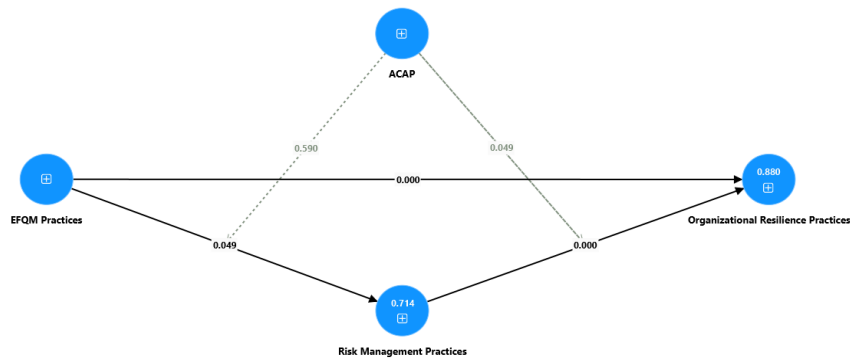 ACAP
0.590
0.049
EFQM Practices
0.000
0.880
Organizational Resilience Practices
0.049
0.000
0.714
Risk Management Practices